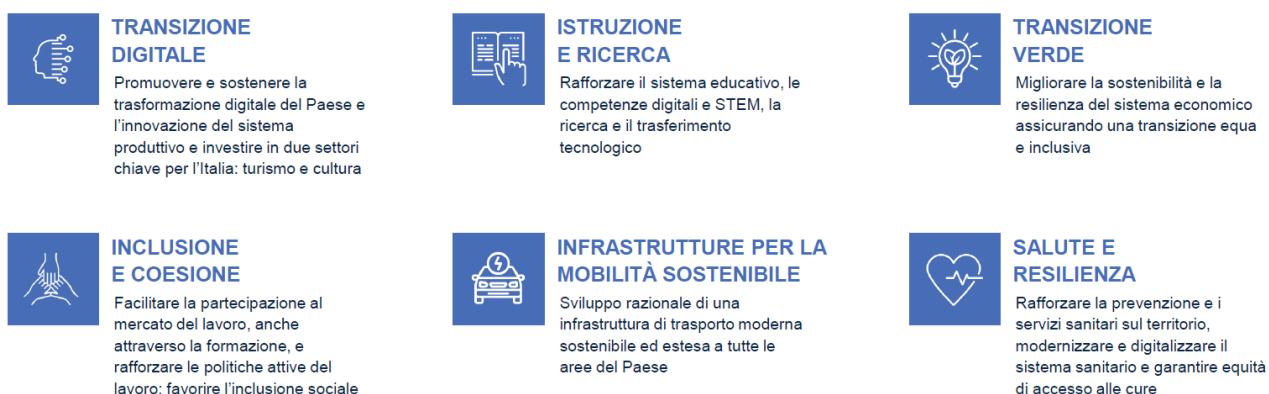 TRANSIZIONE
DIGITALE
Promuovere e sostenere la
trasformazione digitale del Paese e
l'innovazione del sistema
produttivo e investire in due settori
chiave per l'Italia: turismo e cultura
ISTRUZIONE
E RICERCA
Rafforzare il sistema educativo, le
competenze digitali e STEM, la
ricerca e il trasferimento
tecnologico
TRANSIZIONE
VERDE
Migliorare la sostenibilità e la
resilienza del sistema economico
assicurando una transizione equa
e inclusiva
INCLUSIONE
E COESIONE
Facilitare la partecipazione al
mercato del lavoro, anche
attraverso la formazione, e
rafforzare le politiche attive del
lavoro; favorire l'inclusione sociale
INFRASTRUTTURE PER LA
MOBILITÀ SOSTENIBILE
Sviluppo razionale di una
infrastruttura di trasporto moderna
sostenibile ed estesa a tutte le
aree del Paese
SALUTE E
RESILIENZA
Rafforzare la prevenzione e i
servizi sanitari sul territorio,
modernizzare e digitalizzare il
sistema sanitario e garantire equità
di accesso alle cure